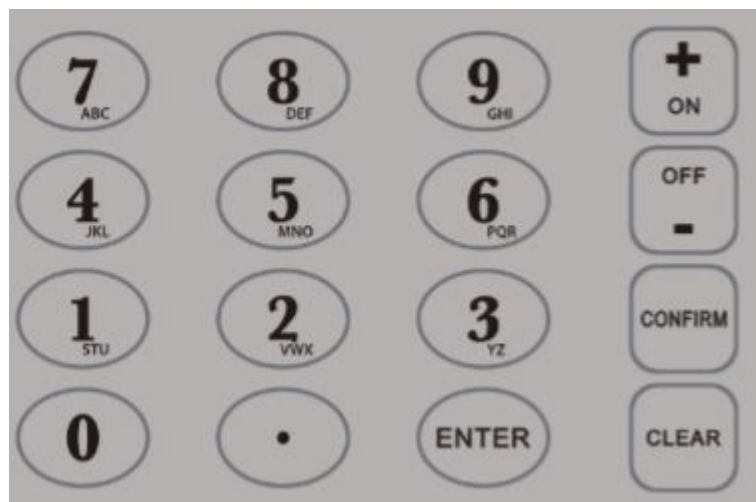 7 8 9 +
ABC DEF GHI ON
4 5 6 OFF
JKL MNO PQR -
1 2 3 CONFIRM
STU VWX YZ
0 . ENTER CLEAR